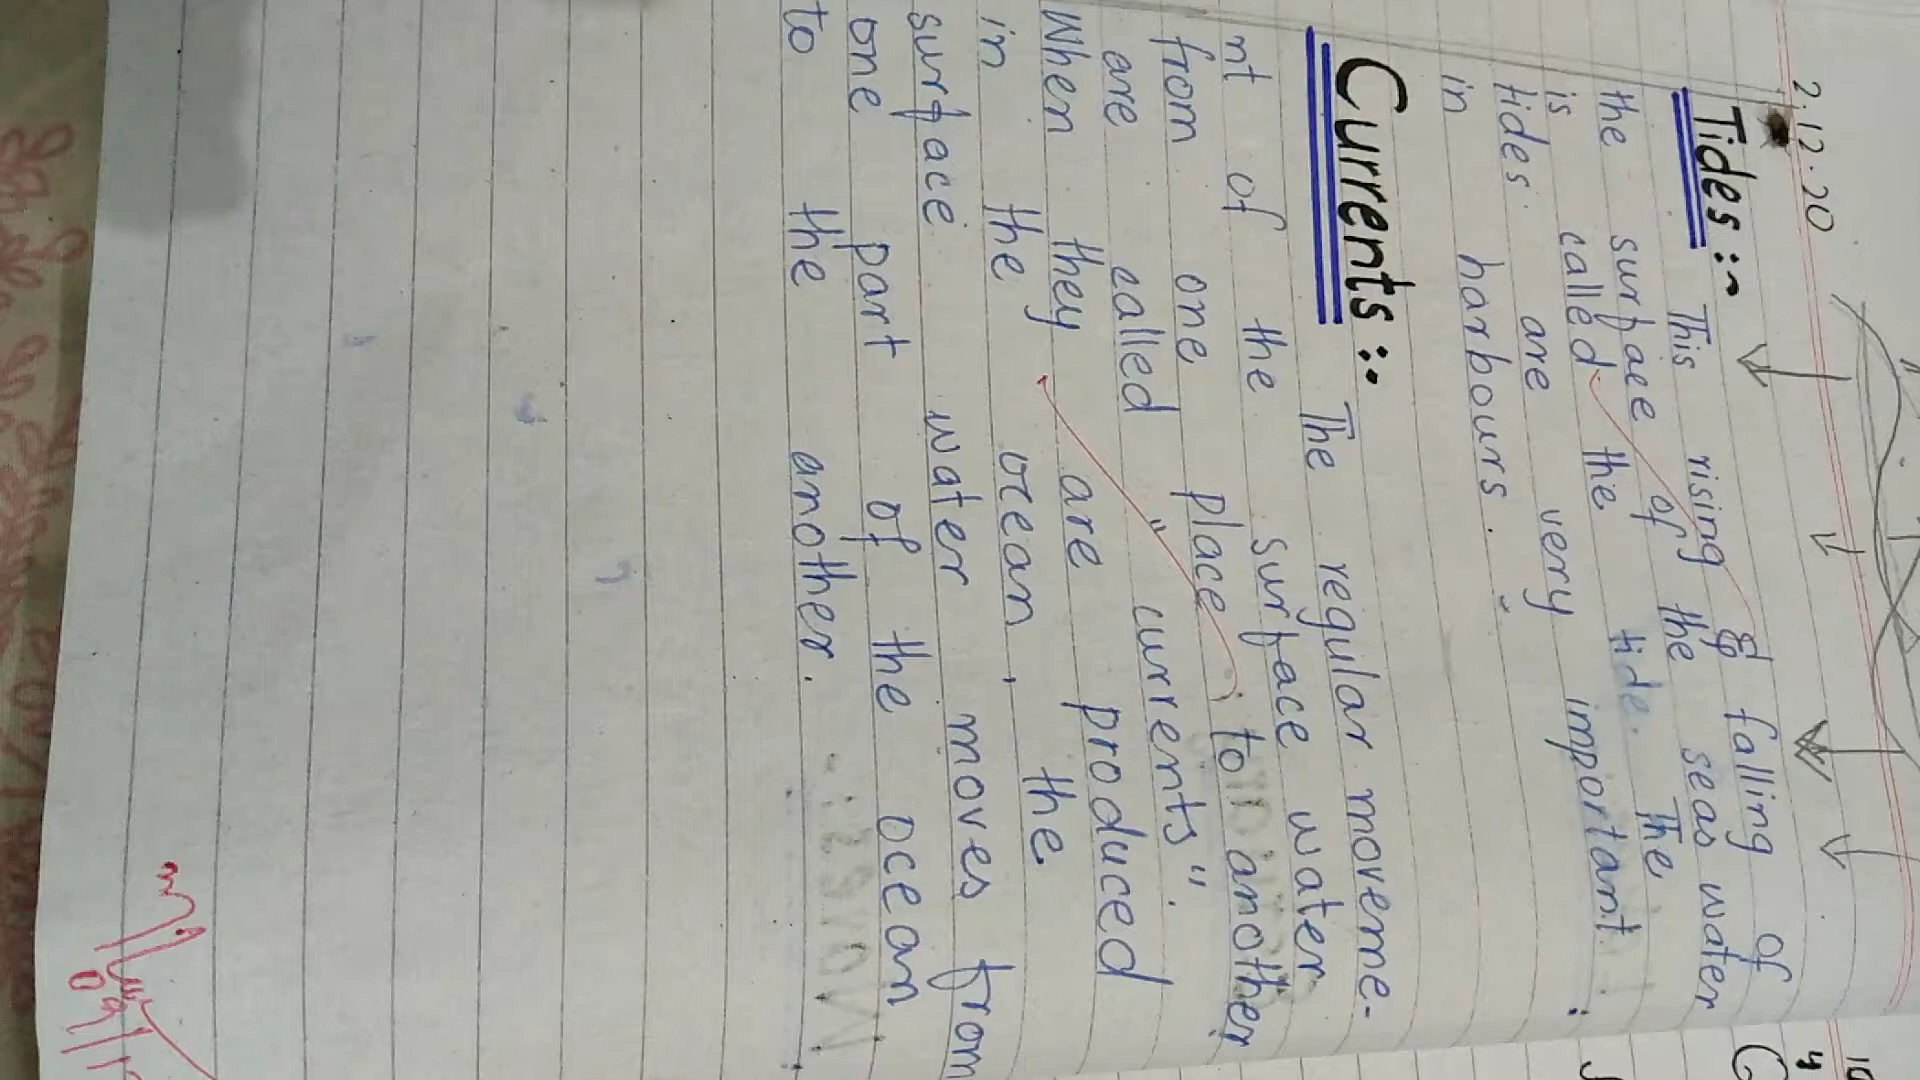 2.12.20
Tides :~ This rising & falling of
the surface of the seas water
is called the tide. The
tides are very important
in harbours.
Currents :• The regular moveme-
nt of the surface water
from one place to another
are called "currents".
When they are produced
in the ocean, the
surface water moves from
one part of the ocean
to the another.